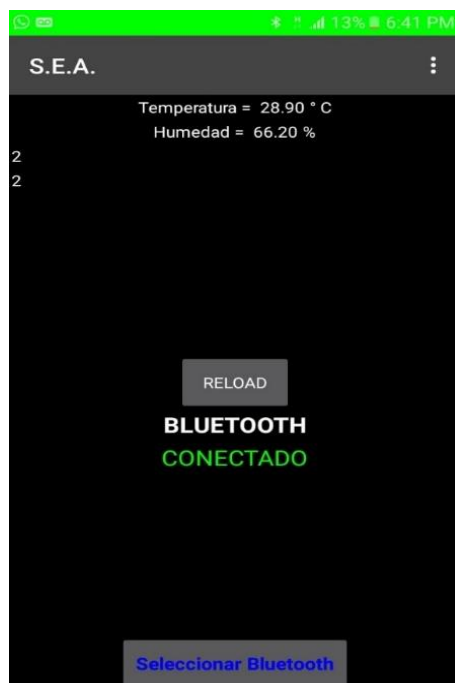 13% 6:41 PM
S.E.A.
Temperatura = 28.90 ° C
Humedad = 66.20 %
2
2
RELOAD
BLUETOOTH
CONECTADO
Seleccionar Bluetooth